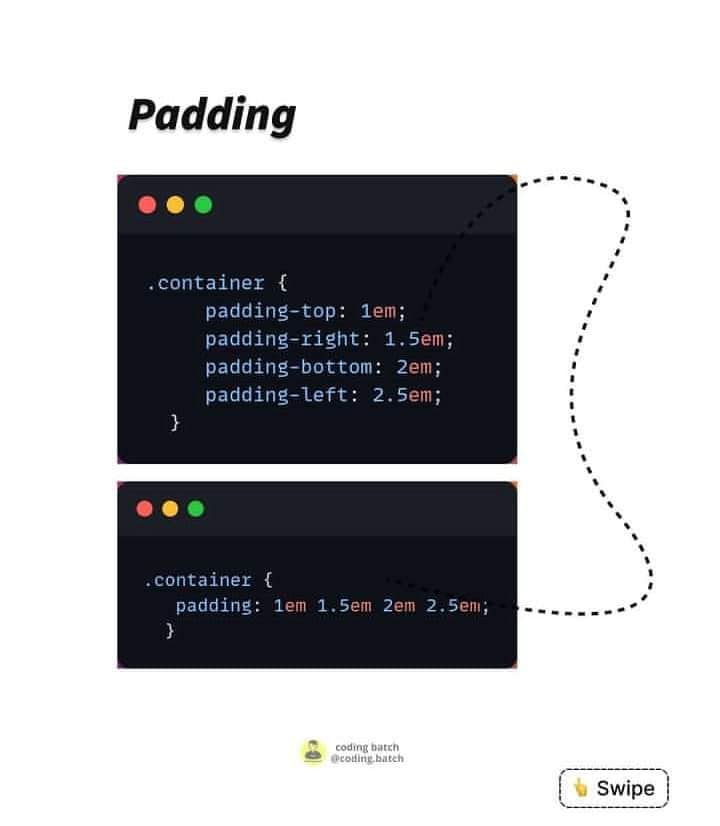 Padding
.container {
padding-top: 1em;
padding-right: 1.5em;
padding-bottom: 2em;
padding-left: 2.5em;
}
.container {
padding: 1em 1.5em 2em 2.5em;
}
coding batch
@coding.batch
Swipe